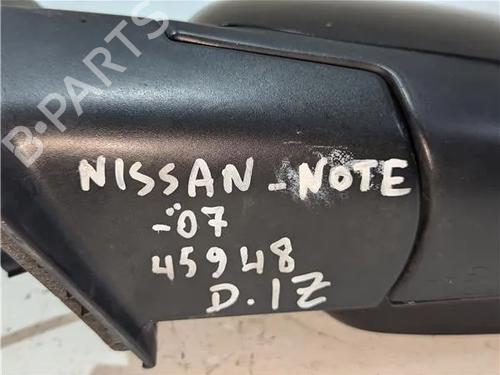 B-PARTS
NISSAN-NOTE
-07
45948
D.IZ